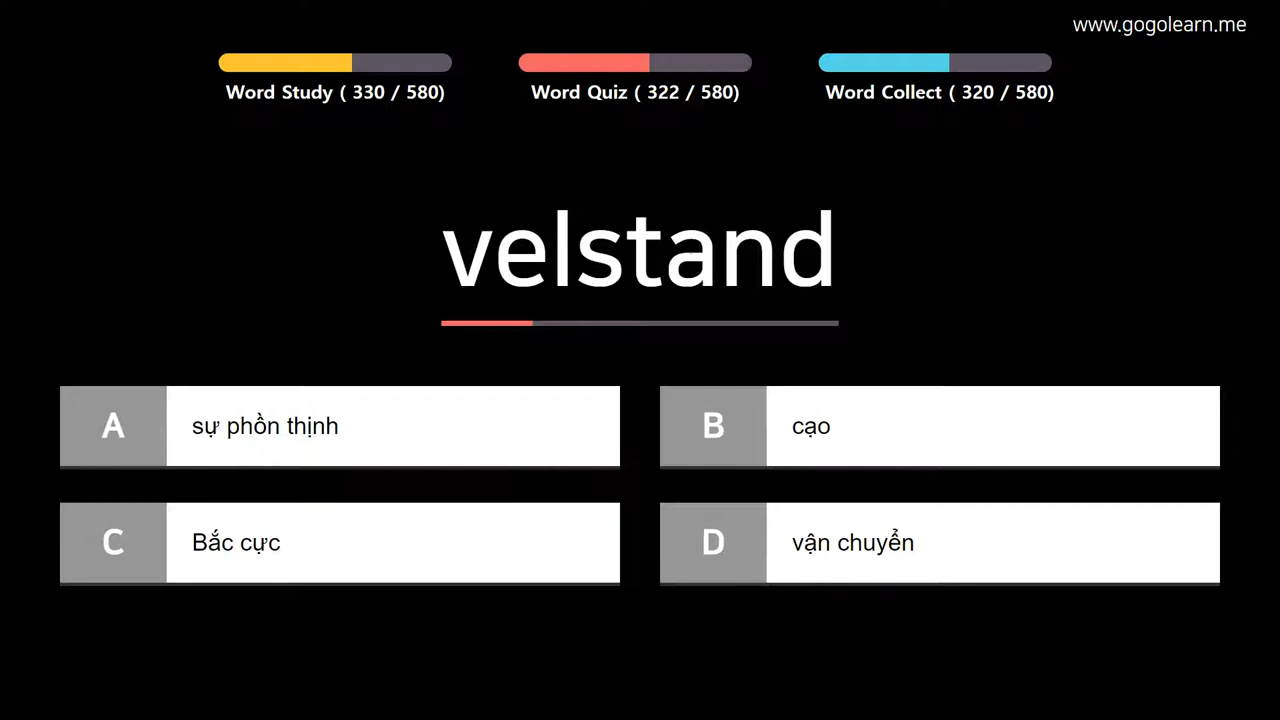 www.gogolearn.me
Word Study ( 330 / 580)
Word Quiz ( 322 / 580)
Word Collect ( 320 / 580)
velstand
A sự phồn thịnh
B cạo
C Bắc cực
D vận chuyển